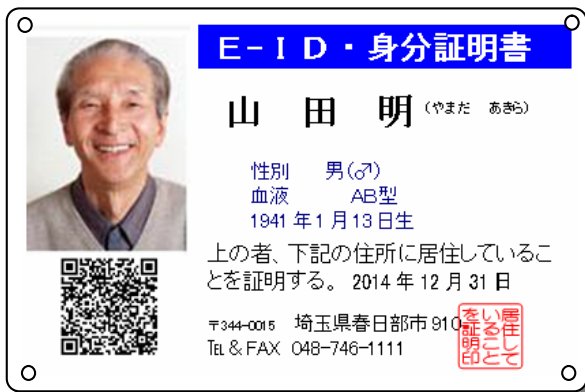 E-ID・身分証明書
山田明(やまだ あきら)
性別 男(♂)
血液 AB型
1941年1月13日生
上の者、下記の住所に居住しているこ
とを証明する。 2014年12月31日
〒344-0015 埼玉県春日部市910
TEL & FAX 048-746-1111
居住して
いること
を証明印